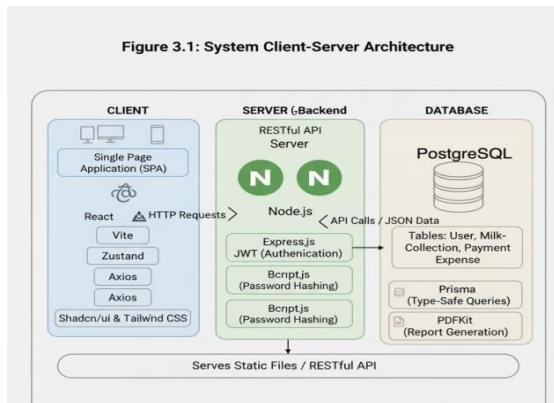 Figure 3.1: System Client-Server Architecture
CLIENT
Single Page
Application (SPA)
React
HTTP Requests
Vite
Zustand
Axios
Axios
Shadcn/ui & Tailwnd CSS
SERVER (-Backend
RESTful API
Server
N N
Node.js
API Calls / JSON Data
Express,js
JWT (Authenication)
Bcnpt.js
(Password Hashing)
Bcnpt.js
(Password Hashing)
DATABASE
PostgreSQL
Tables: User, Milk-
Collection, Payment
Expense
Prisma
(Type-Safe Queries)
PDFKit
(Report Generation)
Serves Static Files / RESTful API